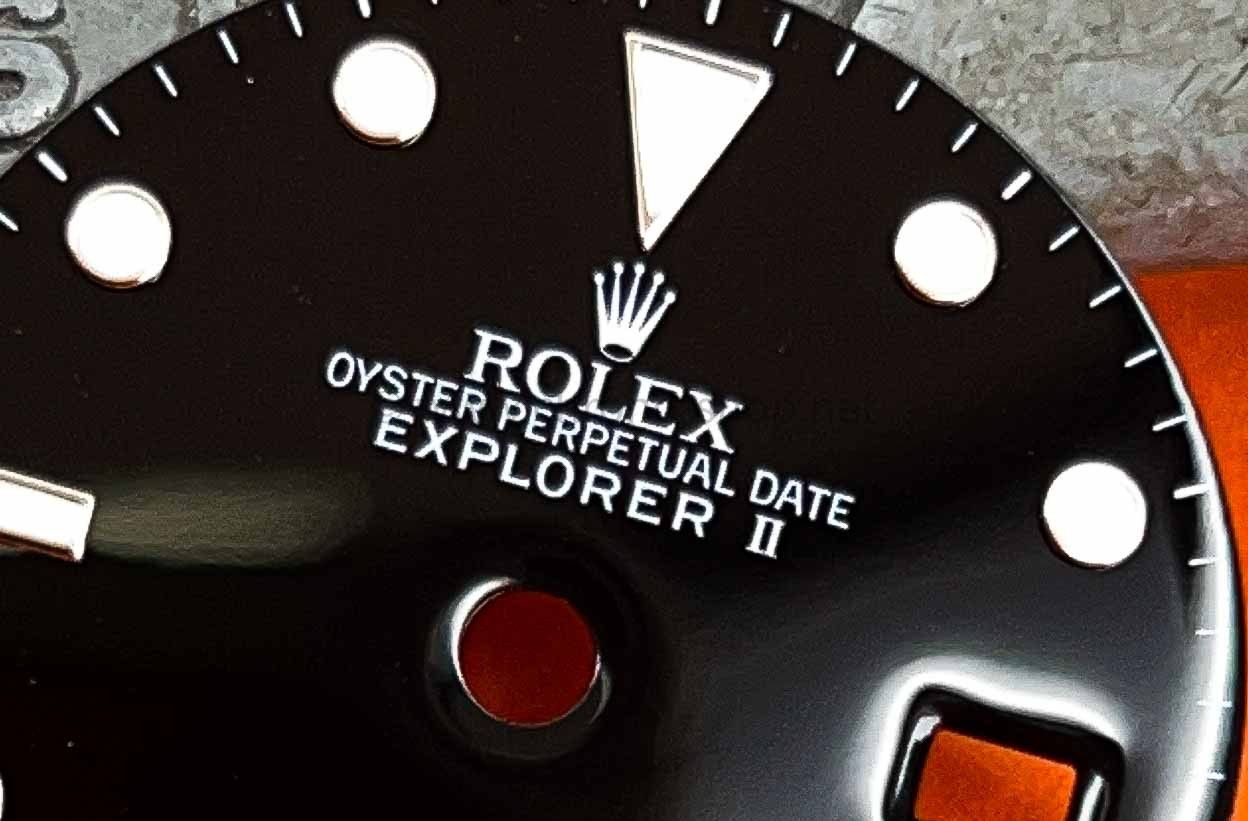 ROLEX
OYSTER PERPETUAL DATE
EXPLORER II